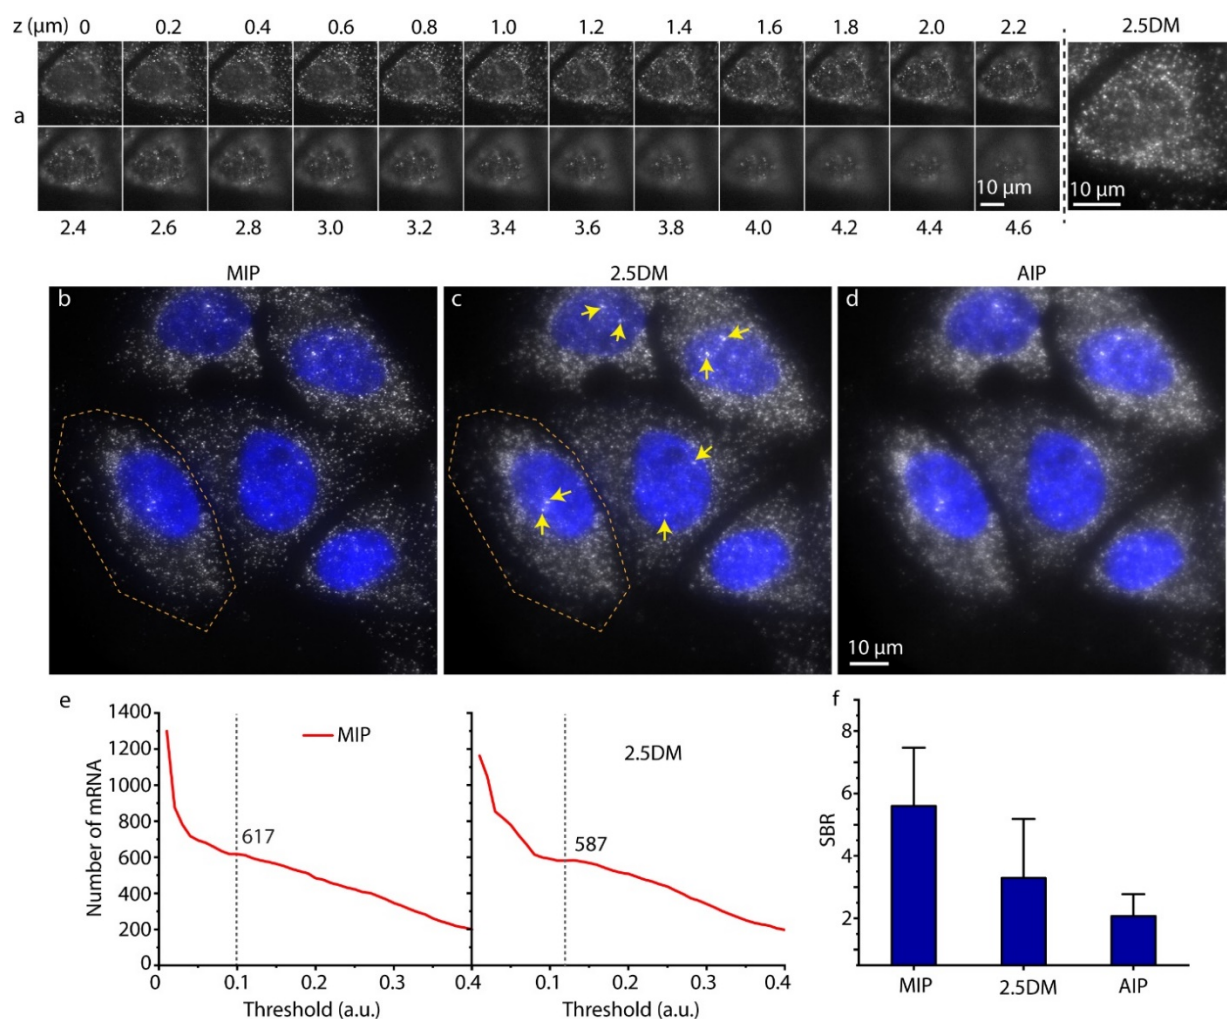 z (μm) 0 0.2 0.4 0.6 0.8 1.0 1.2 1.4 1.6 1.8 2.0 2.2 2.5DM
a
10 μm 10 μm
2.4 2.6 2.8 3.0 3.2 3.4 3.6 3.8 4.0 4.2 4.4 4.6
MIP 2.5DM AIP
b c d
10 μm
e f
1400
1200
1000
800
600
400
200
0
Number of mRNA
MIP
617
0 0.1 0.2 0.3 0.4
Threshold (a.u.)
2.5DM
587
0.1 0.2 0.3 0.4
Threshold (a.u.)
8
6
4
2
SBR
MIP 2.5DM AIP